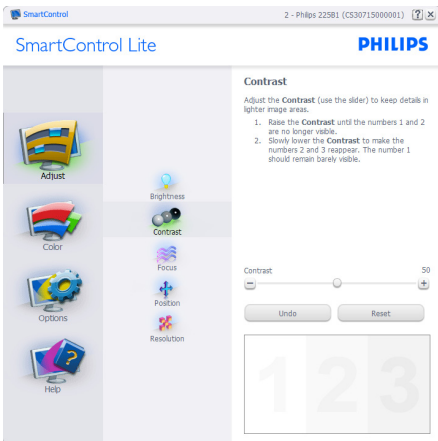 SmartControl
2 - Philips 225B1 (CS30715000001)
SmartControl Lite
PHILIPS
Adjust
Color
Options
Help
Brightness
Contrast
Focus
Position
Resolution
Contrast
Adjust the Contrast (use the slider) to keep details in
lighter image areas.
1. Raise the Contrast until the numbers 1 and 2
are no longer visible.
2. Slowly lower the Contrast to make the
numbers 2 and 3 reappear. The number 1
should remain barely visible.
Contrast 50
Undo Reset
1 2 3